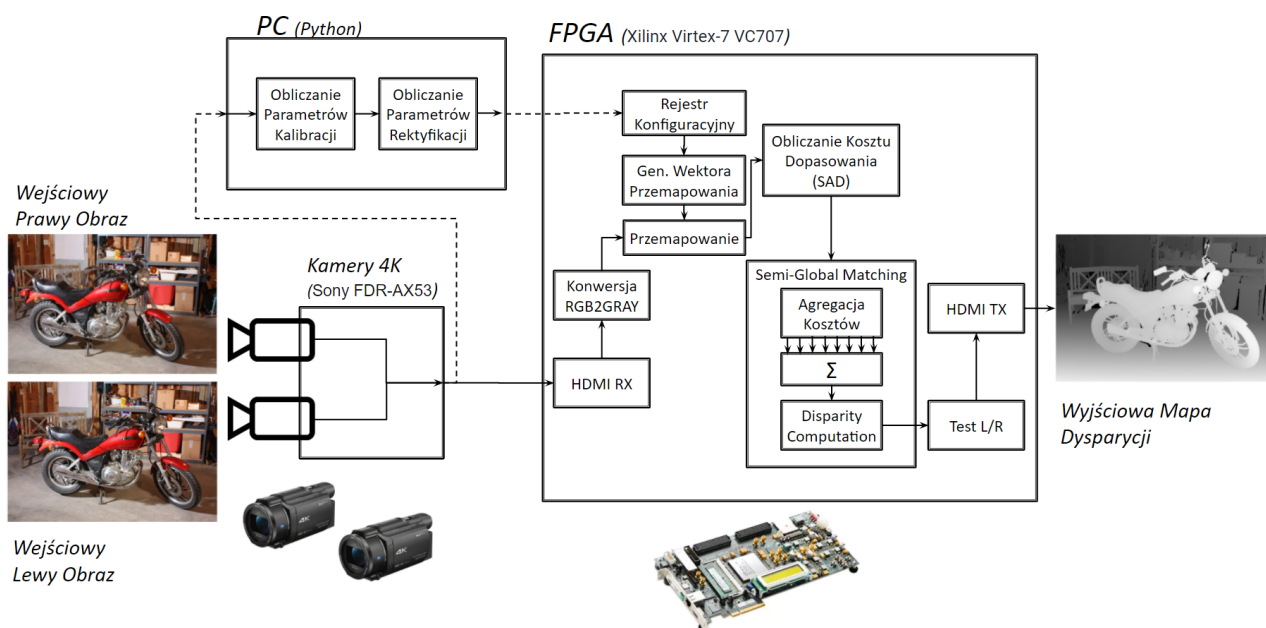 PC (Python)
Obliczanie
Parametrów
Kalibracji
Obliczanie
Parametrów
Rektyfikacji
FPGA (Xilinx Virtex-7 VC707)
Rejestr
Konfiguracyjny
Gen. Wektora
Przemapowania
Przemapowanie
Obliczanie Kosztu
Dopasowania
(SAD)
Wejściowy
Prawy Obraz
Kamery 4K
(Sony FDR-AX53)
Konwersja
RGB2GRAY
HDMI RX
Semi-Global Matching
Agregacja
Kosztów
Σ
Disparity
Computation
Test L/R
HDMI TX
Wyjściowa Mapa
Dysparycji
Wejściowy
Lewy Obraz
4K
4K